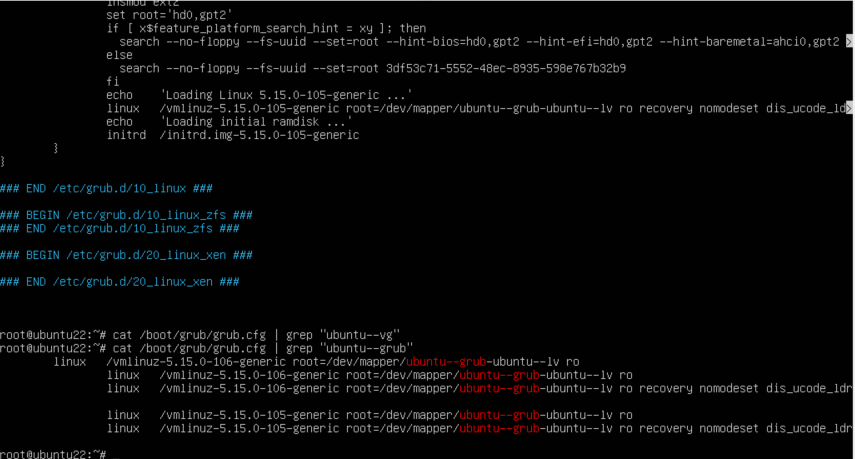 insmod ext2
set root='hd0,gpt2'
if [ x$feature_platform_search_hint = xy ]; then
search --no-floppy --fs-uuid --set=root --hint-bios=hd0,gpt2 --hint-efi=hd0,gpt2 --hint-baremetal=ahci0,gpt2 >
else
search --no-floppy --fs-uuid --set=root 3df53c71-5552-48ec-8935-598e767b32b9
fi
echo 'Loading Linux 5.15.0-105-generic ...'
linux /vmlinuz-5.15.0-105-generic root=/dev/mapper/ubuntu--grub-ubuntu--lv ro recovery nomodeset dis_ucode_ld>
echo 'Loading initial ramdisk ...'
initrd /initrd.img-5.15.0-105-generic
}
}
### END /etc/grub.d/10_linux ###
### BEGIN /etc/grub.d/10_linux_zfs ###
### END /etc/grub.d/10_linux_zfs ###
### BEGIN /etc/grub.d/20_linux_xen ###
### END /etc/grub.d/20_linux_xen ###
root@ubuntu22:~# cat /boot/grub/grub.cfg | grep "ubuntu--vg"
root@ubuntu22:~# cat /boot/grub/grub.cfg | grep "ubuntu--grub"
linux /vmlinuz-5.15.0-106-generic root=/dev/mapper/ubuntu--grub-ubuntu--lv ro
linux /vmlinuz-5.15.0-106-generic root=/dev/mapper/ubuntu--grub-ubuntu--lv ro
linux /vmlinuz-5.15.0-106-generic root=/dev/mapper/ubuntu--grub-ubuntu--lv ro recovery nomodeset dis_ucode_ldr
linux /vmlinuz-5.15.0-105-generic root=/dev/mapper/ubuntu--grub-ubuntu--lv ro
linux /vmlinuz-5.15.0-105-generic root=/dev/mapper/ubuntu--grub-ubuntu--lv ro recovery nomodeset dis_ucode_ldr
root@ubuntu22:~# _